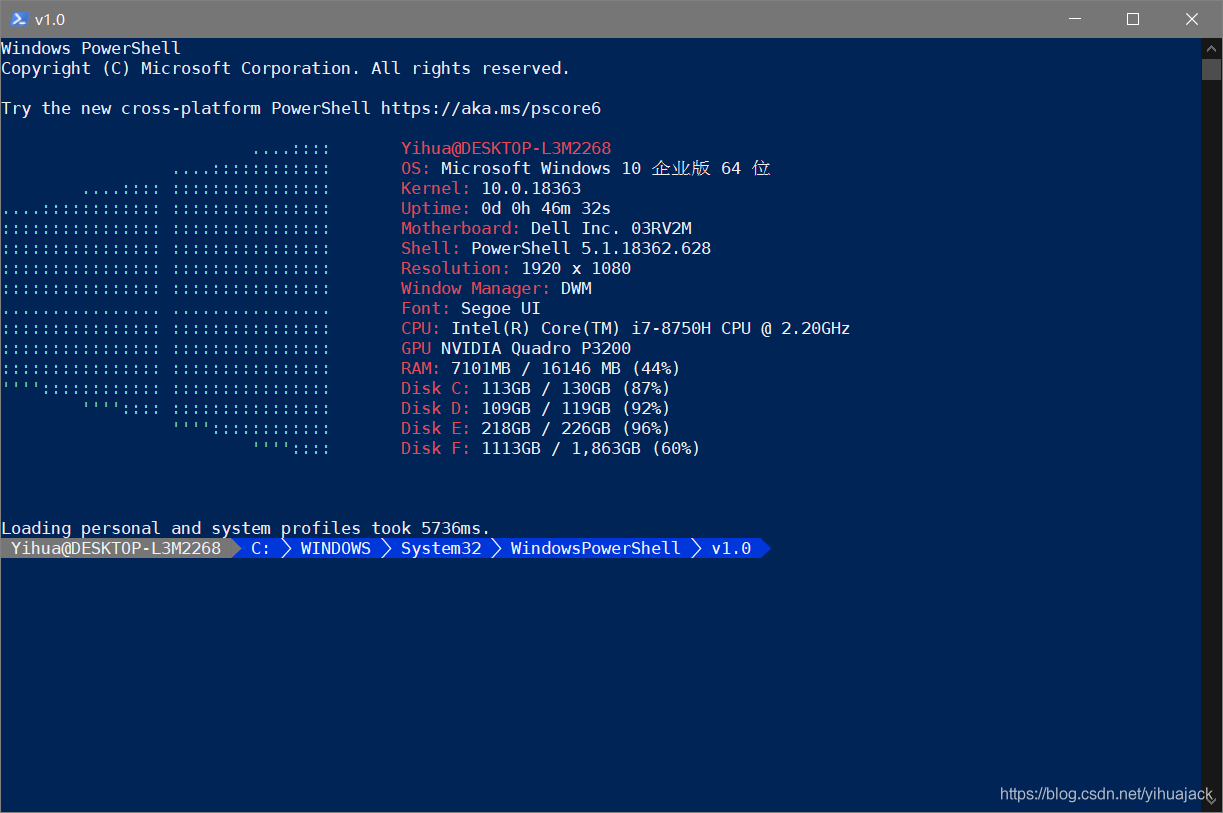 v1.0
Windows PowerShell
Copyright (C) Microsoft Corporation. All rights reserved.
Try the new cross-platform PowerShell https://aka.ms/pscore6
Yihua@DESKTOP-L3M2268
OS: Microsoft Windows 10 企业版 64 位
Kernel: 10.0.18363
Uptime: 0d 0h 46m 32s
Motherboard: Dell Inc. 03RV2M
Shell: PowerShell 5.1.18362.628
Resolution: 1920 x 1080
Window Manager: DWM
Font: Segoe UI
CPU: Intel(R) Core(TM) i7-8750H CPU @ 2.20GHz
GPU NVIDIA Quadro P3200
RAM: 7101MB / 16146 MB (44%)
Disk C: 113GB / 130GB (87%)
Disk D: 109GB / 119GB (92%)
Disk E: 218GB / 226GB (96%)
Disk F: 1113GB / 1,863GB (60%)
Loading personal and system profiles took 5736ms.
Yihua@DESKTOP-L3M2268 C: WINDOWS System32 WindowsPowerShell v1.0
https://blog.csdn.net/yihuajack